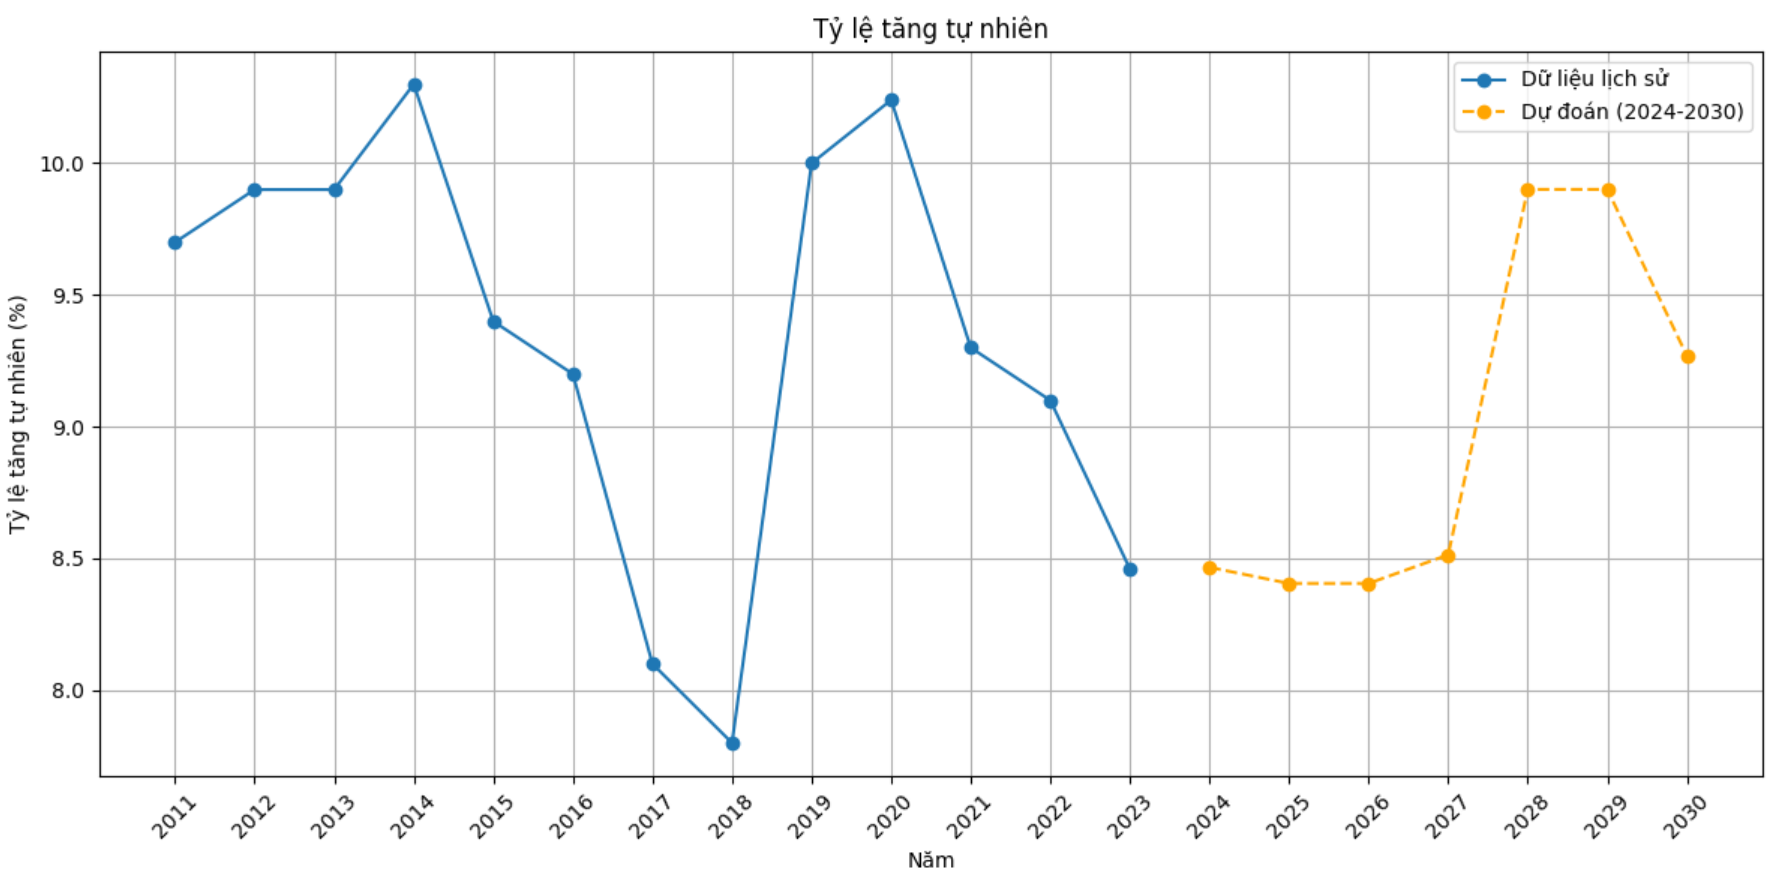 Tỷ lệ tăng tự nhiên
Dữ liệu lịch sử
Dự đoán (2024-2030)
Tỷ lệ tăng tự nhiên (%)
10.0
9.5
9.0
8.5
8.0
2011 2012 2013 2014 2015 2016 2017 2018 2019 2020 2021 2022 2023 2024 2025 2026 2027 2028 2029 2030
Năm